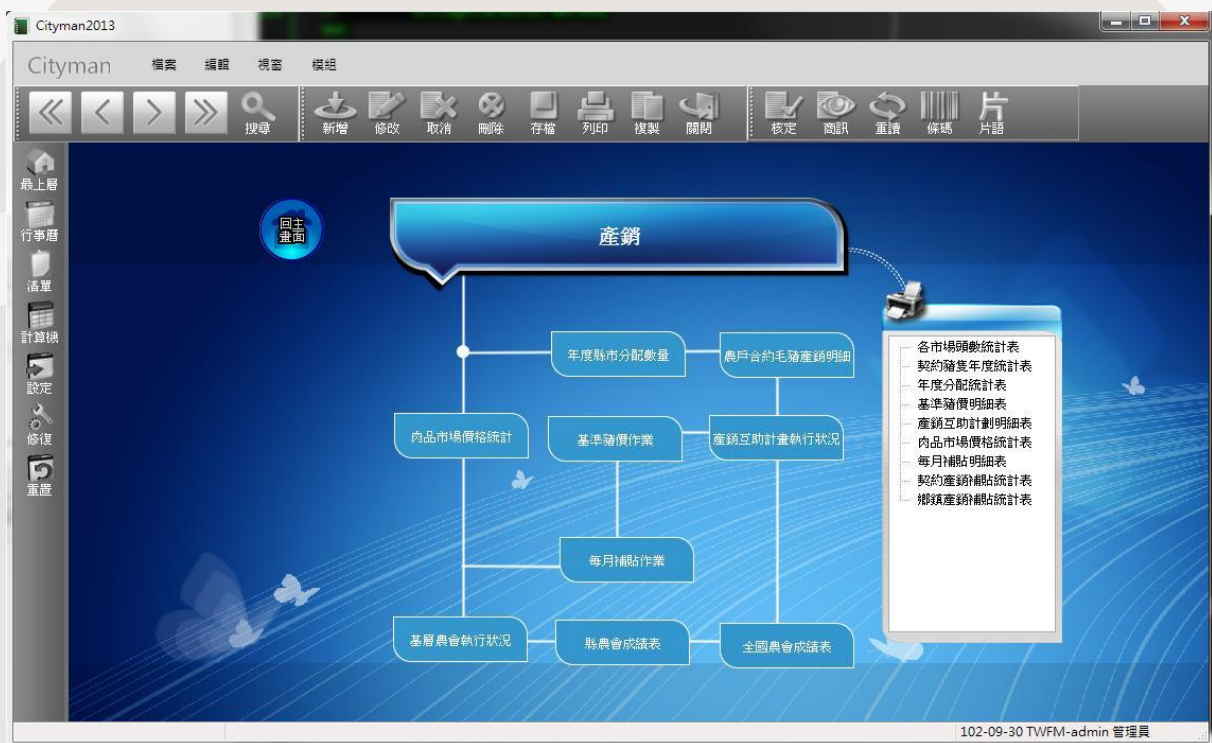 Cityman2013
Cityman 檔案 編輯 視窗 模組
搜尋 新增 修改 取消 刪除 存檔 列印 複製 關閉 核定 商訊 重讀 條碼 片語
片
最上層
行事曆
清單
計算機
設定
修復
重置
回主
畫面
產銷
年度縣市分配數量 農戶合約毛豬產銷明細
肉品市場價格統計 基準豬價作業 產銷互助計畫執行狀況
每月補貼作業
基層農會執行狀況 縣農會成績表 全國農會成績表
各市場頭數統計表
契約豬隻年度統計表
年度分配統計表
基準豬價明細表
產銷互助計劃明細表
肉品市場價格統計表
每月補貼明細表
契約產銷補貼統計表
鄉鎮產銷補貼統計表
102-09-30 TWFM-admin 管理員